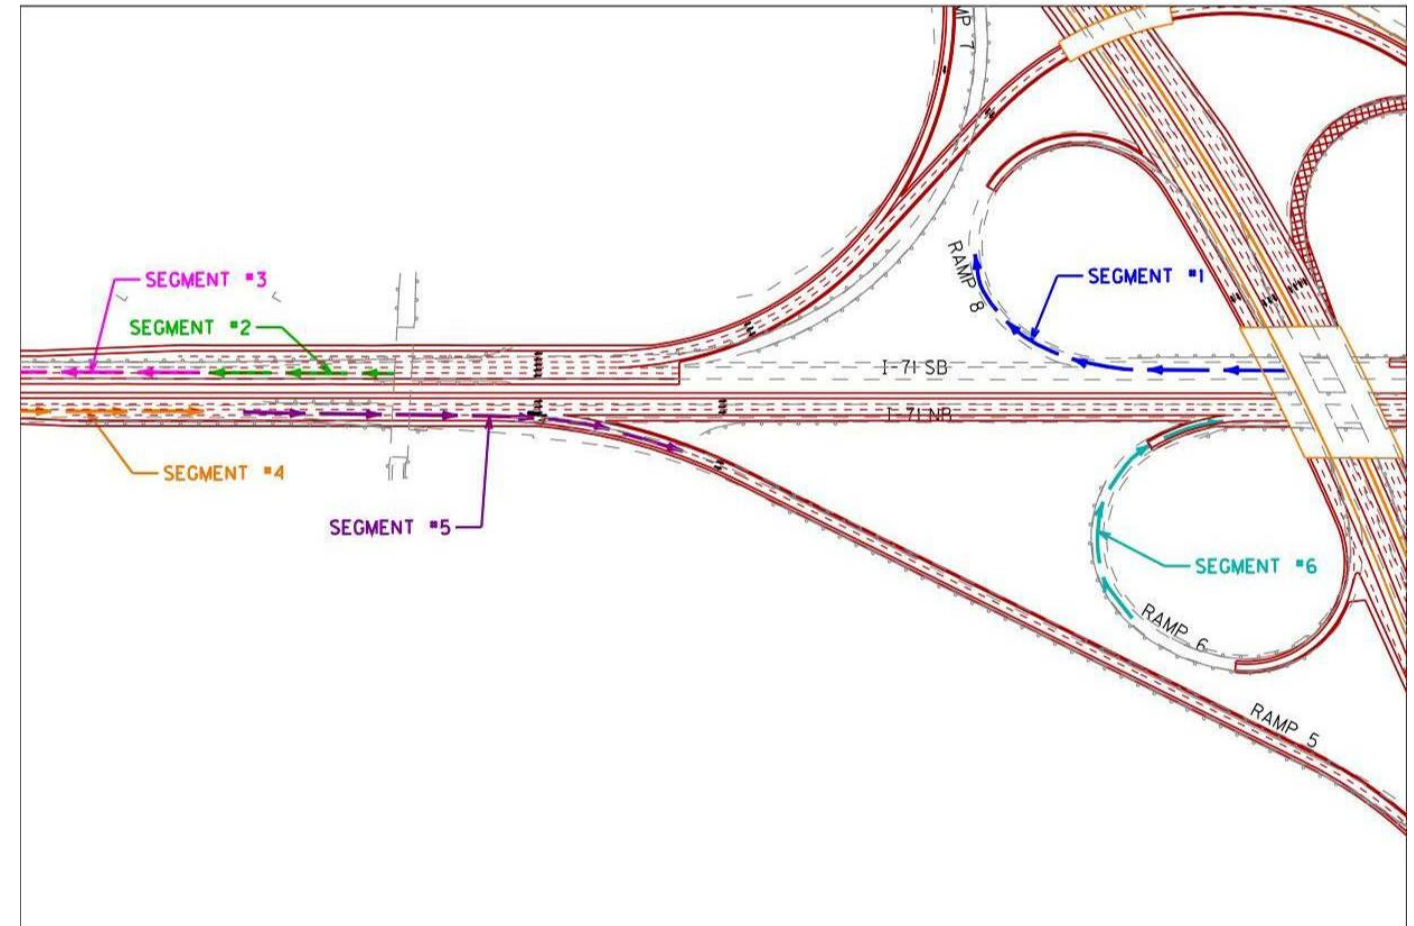 MP 7
RAMP 8
SEGMENT #1
SEGMENT #3
SEGMENT #2
I-71 SB
I-71 NB
SEGMENT #4
SEGMENT #5
SEGMENT #6
RAMP 6
RAMP 5